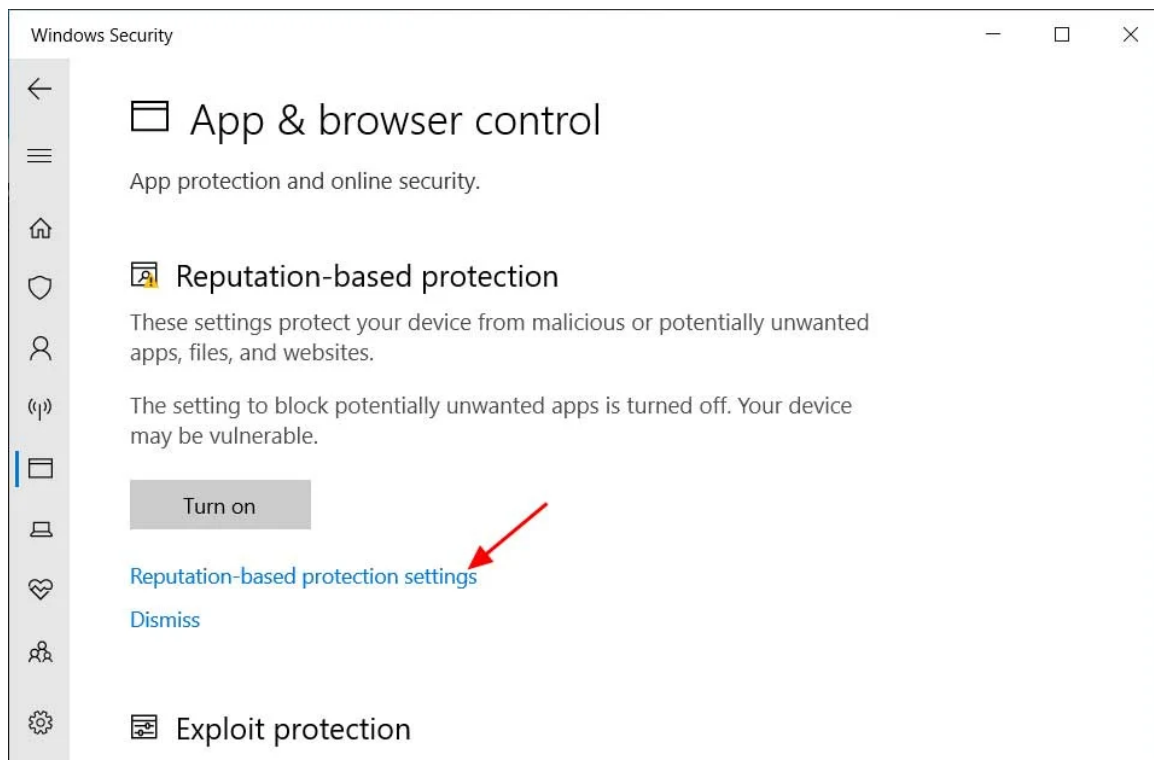 Windows Security
App & browser control
App protection and online security.
Reputation-based protection
These settings protect your device from malicious or potentially unwanted
apps, files, and websites.
The setting to block potentially unwanted apps is turned off. Your device
may be vulnerable.
Turn on
Reputation-based protection settings
Dismiss
Exploit protection